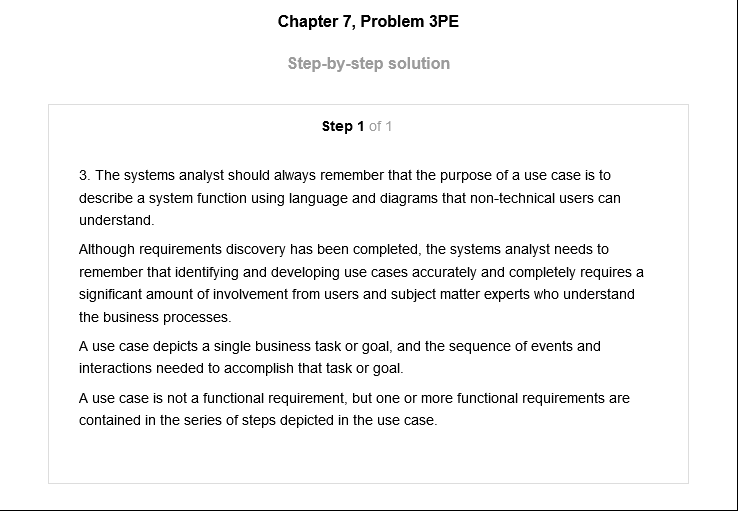 Chapter 7, Problem 3PE
Step-by-step solution
Step 1 of 1
3. The systems analyst should always remember that the purpose of a use case is to
describe a system function using language and diagrams that non-technical users can
understand.
Although requirements discovery has been completed, the systems analyst needs to
remember that identifying and developing use cases accurately and completely requires a
significant amount of involvement from users and subject matter experts who understand
the business processes.
A use case depicts a single business task or goal, and the sequence of events and
interactions needed to accomplish that task or goal.
A use case is not a functional requirement, but one or more functional requirements are
contained in the series of steps depicted in the use case.